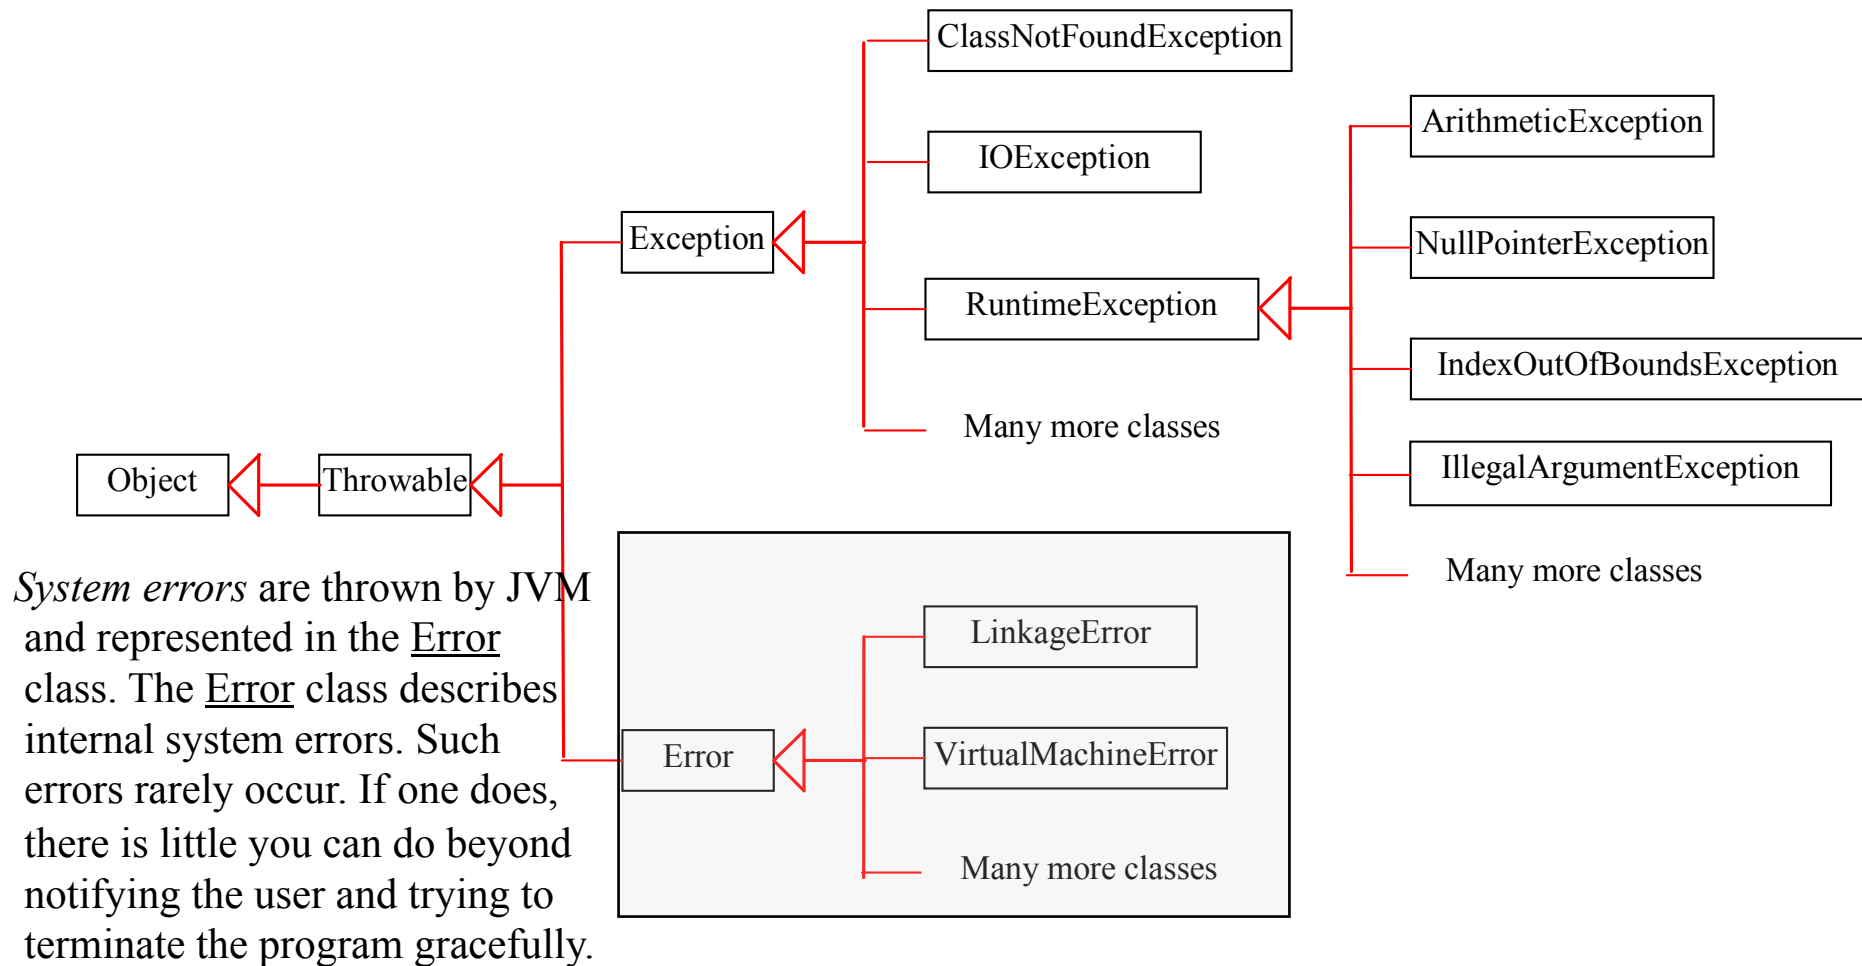 ClassNotFoundException
ArithmeticException
IOException
Exception
NullPointerException
RuntimeException
IndexOutOfBoundsException
Many more classes
IllegalArgumentException
Object
Throwable
Many more classes
System errors are thrown by JVM
and represented in the Error
class. The Error class describes
internal system errors. Such
errors rarely occur. If one does,
there is little you can do beyond
notifying the user and trying to
terminate the program gracefully.
LinkageError
Error
VirtualMachineError
Many more classes